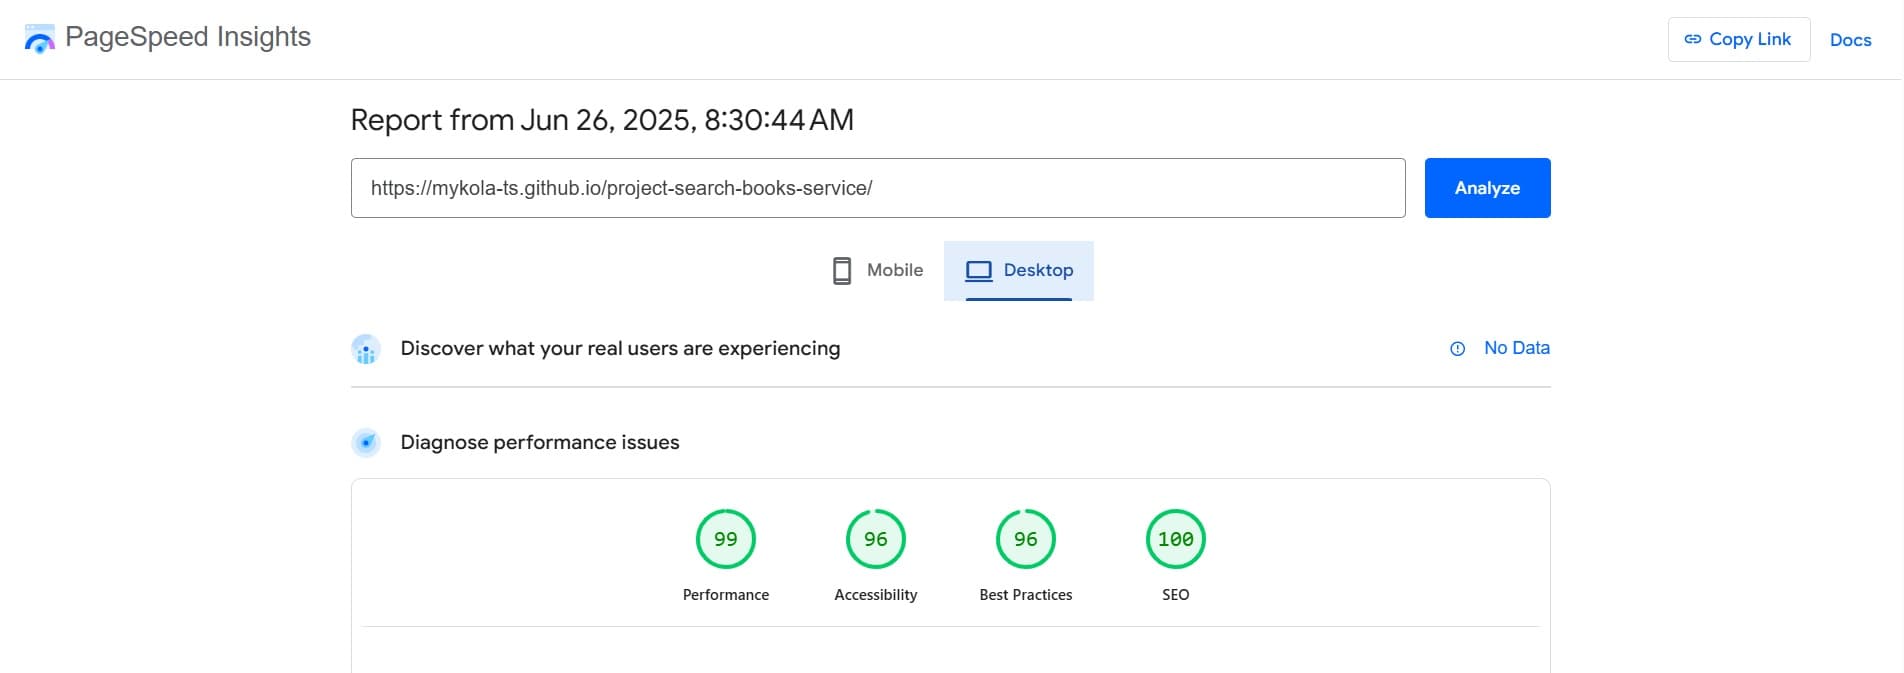 PageSpeed Insights
Copy Link
Docs
Report from Jun 26, 2025, 8:30:44 AM
https://mykola-ts.github.io/project-search-books-service/
Analyze
Mobile
Desktop
Discover what your real users are experiencing
No Data
Diagnose performance issues
99
96
96
100
Performance
Accessibility
Best Practices
SEO